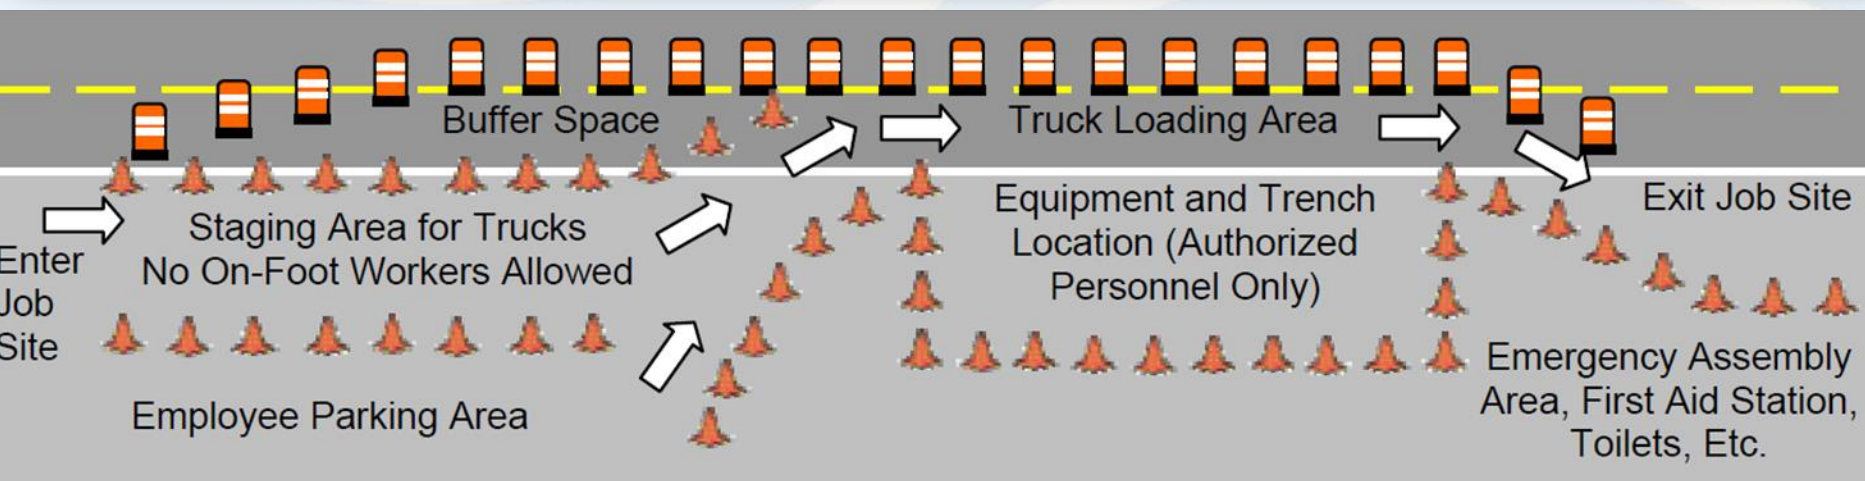 Buffer Space
Truck Loading Area
Enter
Job
Site
Staging Area for Trucks
No On-Foot Workers Allowed
Equipment and Trench
Location (Authorized
Personnel Only)
Exit Job Site
Employee Parking Area
Emergency Assembly
Area, First Aid Station,
Toilets, Etc.